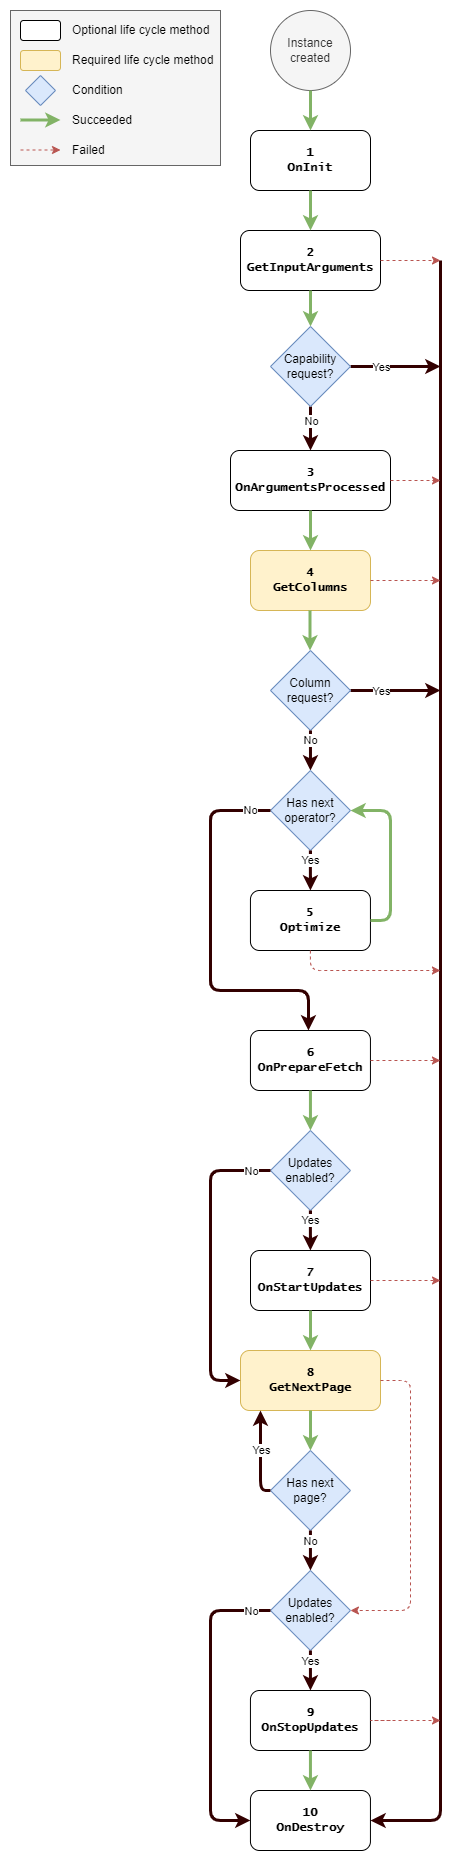 Optional life cycle method
Required life cycle method
Condition
Succeeded
Failed
Instance
created
1
OnInit
2
GetInputArguments
Capability
request?
Yes
No
3
OnArgumentsProcessed
4
GetColumns
Column
request?
Yes
No
Has next
operator?
No
Yes
5
Optimize
6
OnPrepareFetch
Updates
enabled?
No
Yes
7
OnStartUpdates
8
GetNextPage
Yes
Has next
page?
No
Updates
enabled?
No
Yes
9
OnStopUpdates
10
OnDestroy